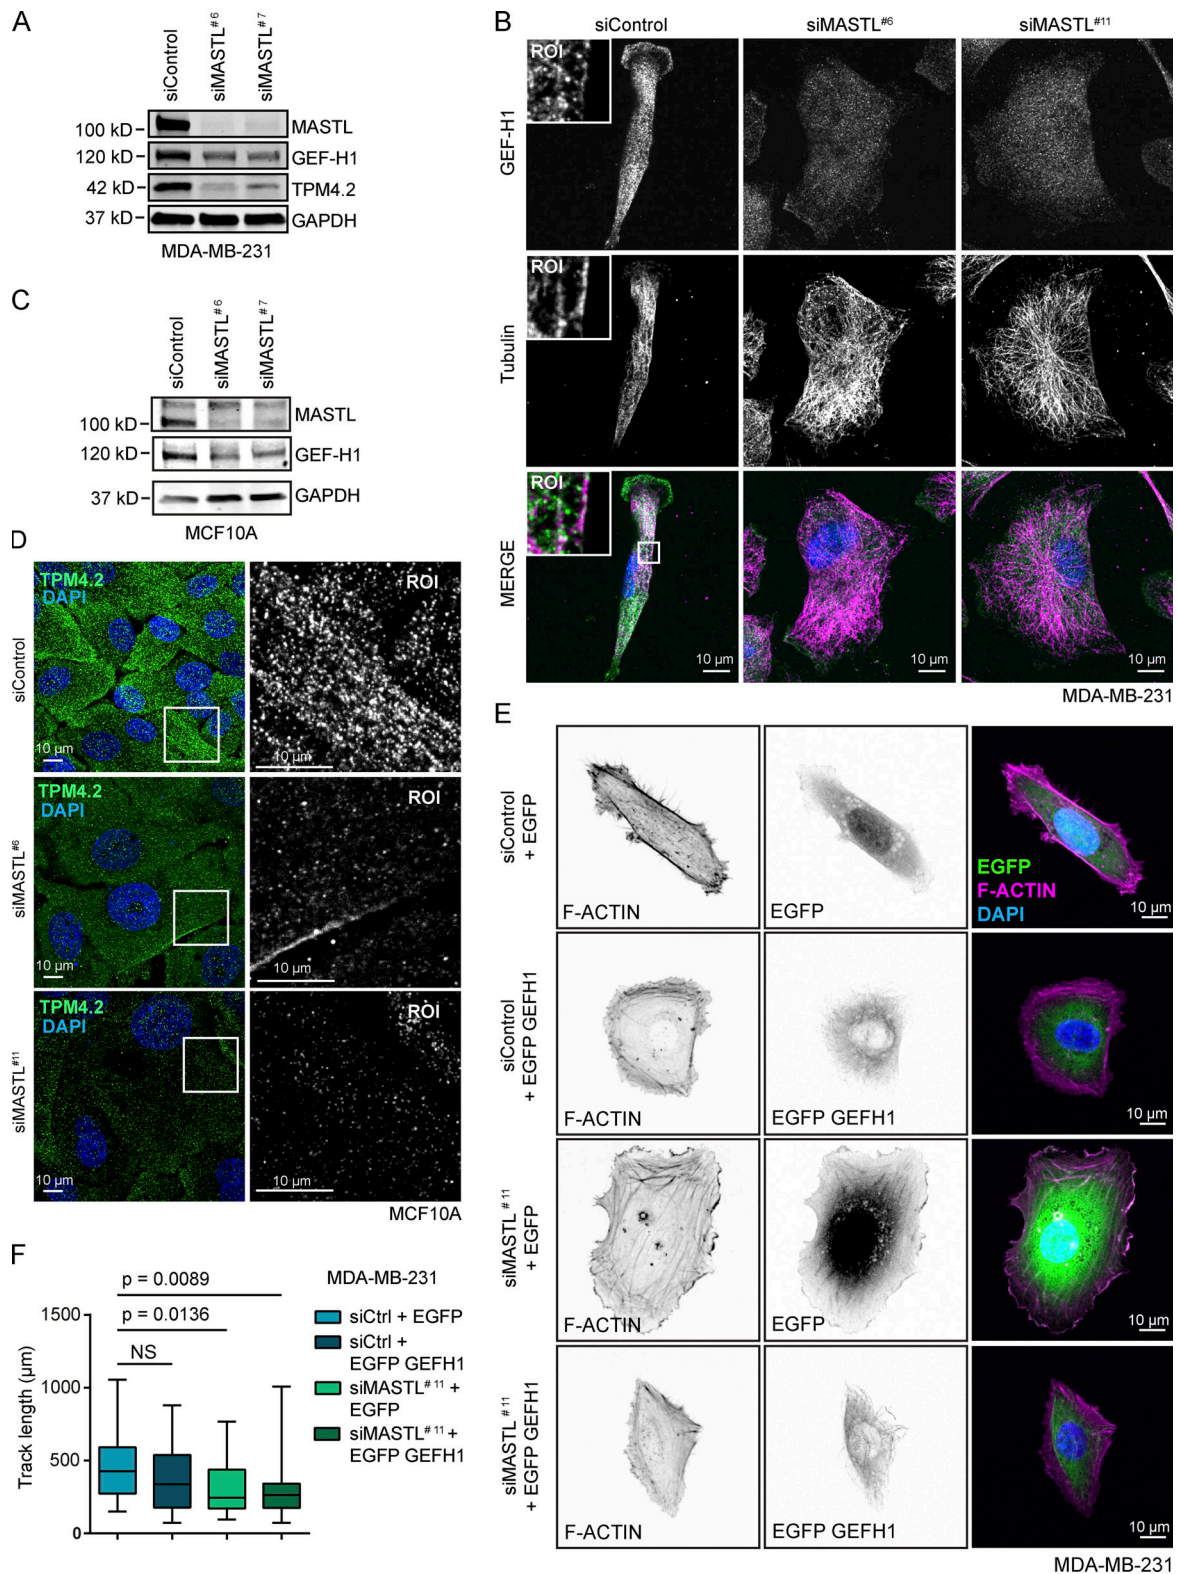 A
siControl
siMASTL#6
siMASTL#7
100 kD
MASTL
120 kD
GEF-H1
42 kD
TPM4.2
37 kD
GAPDH
MDA-MB-231
B
siControl
siMASTL#6
siMASTL#11
GEF-H1
ROI
Tubulin
ROI
MERGE
ROI
10 µm
10 µm
10 µm
MDA-MB-231
C
siControl
siMASTL#6
siMASTL#7
100 kD
MASTL
120 kD
GEF-H1
37 kD
GAPDH
MCF10A
D
siControl
TPM4.2
DAPI
10 µm
ROI
10 µm
siMASTL#6
TPM4.2
DAPI
10 µm
ROI
10 µm
siMASTL#11
TPM4.2
DAPI
10 µm
ROI
10 µm
MCF10A
E
siControl
+ EGFP
F-ACTIN
EGFP
EGFP
F-ACTIN
DAPI
10 µm
siControl
+ EGFP GEFH1
F-ACTIN
EGFP GEFH1
10 µm
siMASTL#11
+ EGFP
F-ACTIN
EGFP
10 µm
siMASTL#11
+ EGFP GEFH1
F-ACTIN
EGFP GEFH1
10 µm
MDA-MB-231
F
p = 0.0089
p = 0.0136
NS
Track length (µm)
1500
1000
500
0
MDA-MB-231
siCtrl + EGFP
siCtrl +
EGFP GEFH1
siMASTL#11 +
EGFP
siMASTL#11 +
EGFP GEFH1